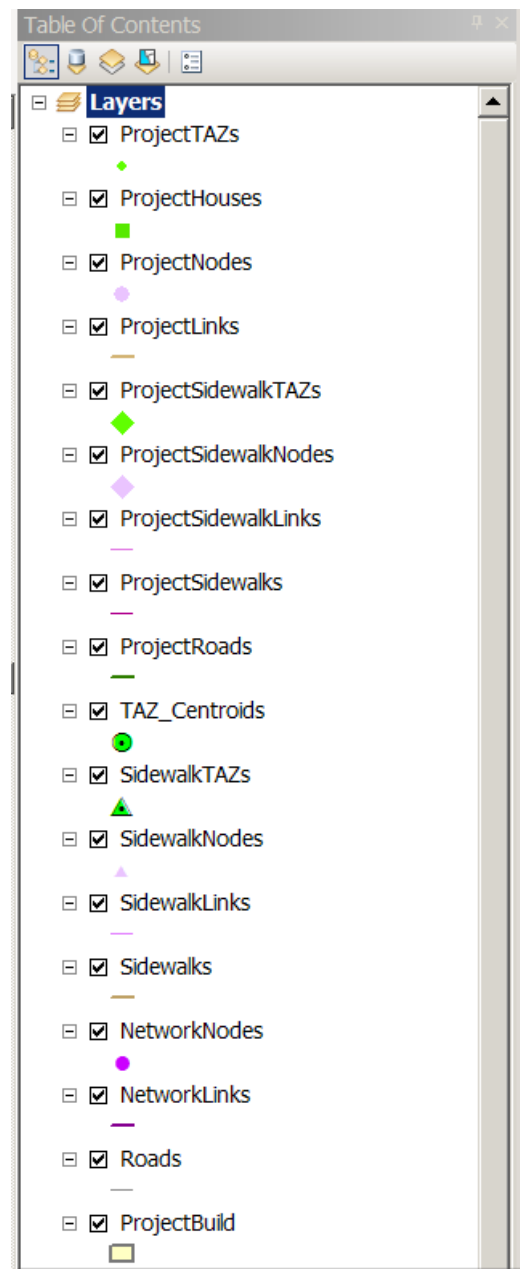 Table Of Contents
Layers
ProjectTAZs
ProjectHouses
ProjectNodes
ProjectLinks
ProjectSidewalkTAZs
ProjectSidewalkNodes
ProjectSidewalkLinks
ProjectSidewalks
ProjectRoads
TAZ_Centroids
SidewalkTAZs
SidewalkNodes
SidewalkLinks
Sidewalks
NetworkNodes
NetworkLinks
Roads
ProjectBuild